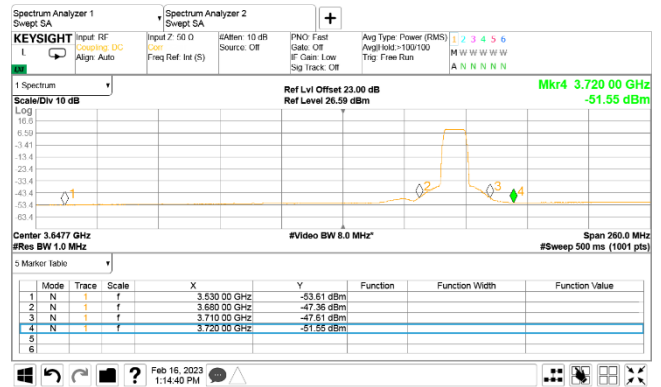 Spectrum Analyzer 1
Swept SA
Spectrum Analyzer 2
Swept SA
KEYSIGHT
L
LXI
Input: RF
Coupling: DC
Align: Auto
Input Z: 50 Ω
Corr
Freq Ref: Int (S)
#Atten: 10 dB
Source: Off
PNO: Fast
Gate: Off
IF Gain: Low
Sig Track: Off
Avg Type: Power (RMS)
Avg|Hold:>100/100
Trig: Free Run
1 2 3 4 5 6
M W W W W W
A N N N N N
1 Spectrum
Scale/Div 10 dB
Ref Lvl Offset 23.00 dB
Ref Level 26.59 dBm
Mkr4 3.720 00 GHz
-51.55 dBm
Log
16.6
6.59
-3.41
-13.4
-23.4
-33.4
-43.4
-53.4
-63.4
1
2
3
4
Center 3.6477 GHz
#Res BW 1.0 MHz
#Video BW 8.0 MHz*
Span 260.0 MHz
#Sweep 500 ms (1001 pts)
5 Marker Table
Mode Trace Scale X Y Function Function Width Function Value
1 N 1 f 3.530 00 GHz -53.61 dBm
2 N 1 f 3.680 00 GHz -47.36 dBm
3 N 1 f 3.710 00 GHz -47.61 dBm
4 N 1 f 3.720 00 GHz -51.55 dBm
5
6
?
Feb 16, 2023
1:14:40 PM